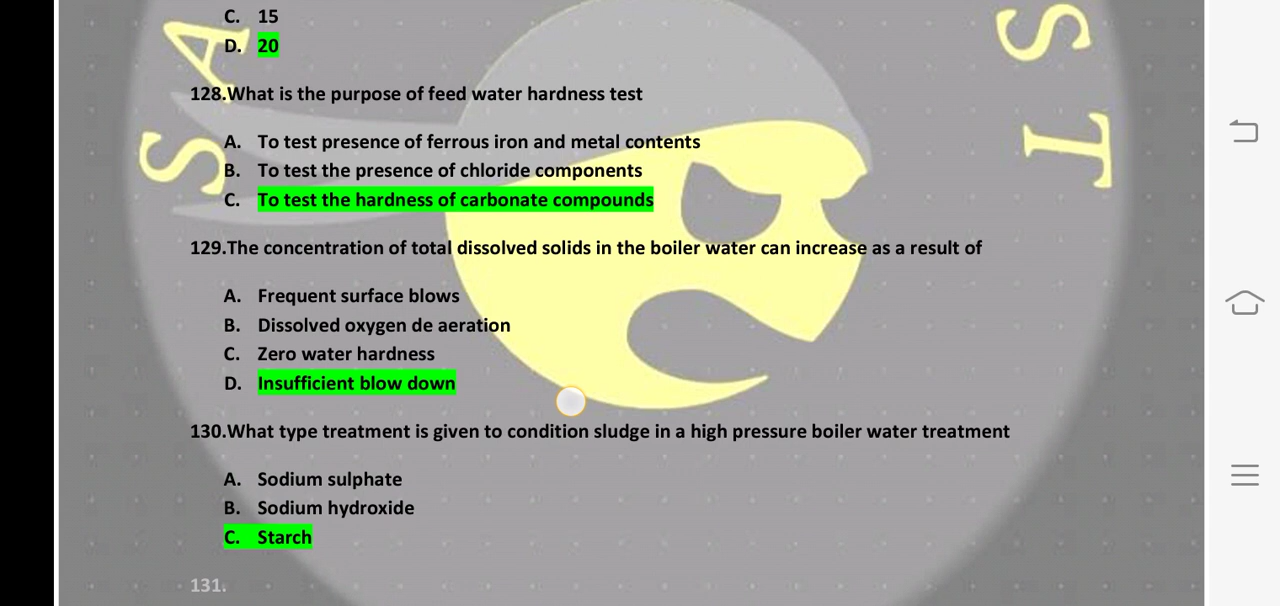 C. 15
D. 20
128.What is the purpose of feed water hardness test
A. To test presence of ferrous iron and metal contents
B. To test the presence of chloride components
C. To test the hardness of carbonate compounds
129.The concentration of total dissolved solids in the boiler water can increase as a result of
A. Frequent surface blows
B. Dissolved oxygen de aeration
C. Zero water hardness
D. Insufficient blow down
130.What type treatment is given to condition sludge in a high pressure boiler water treatment
A. Sodium sulphate
B. Sodium hydroxide
C. Starch
131.
S A
S T